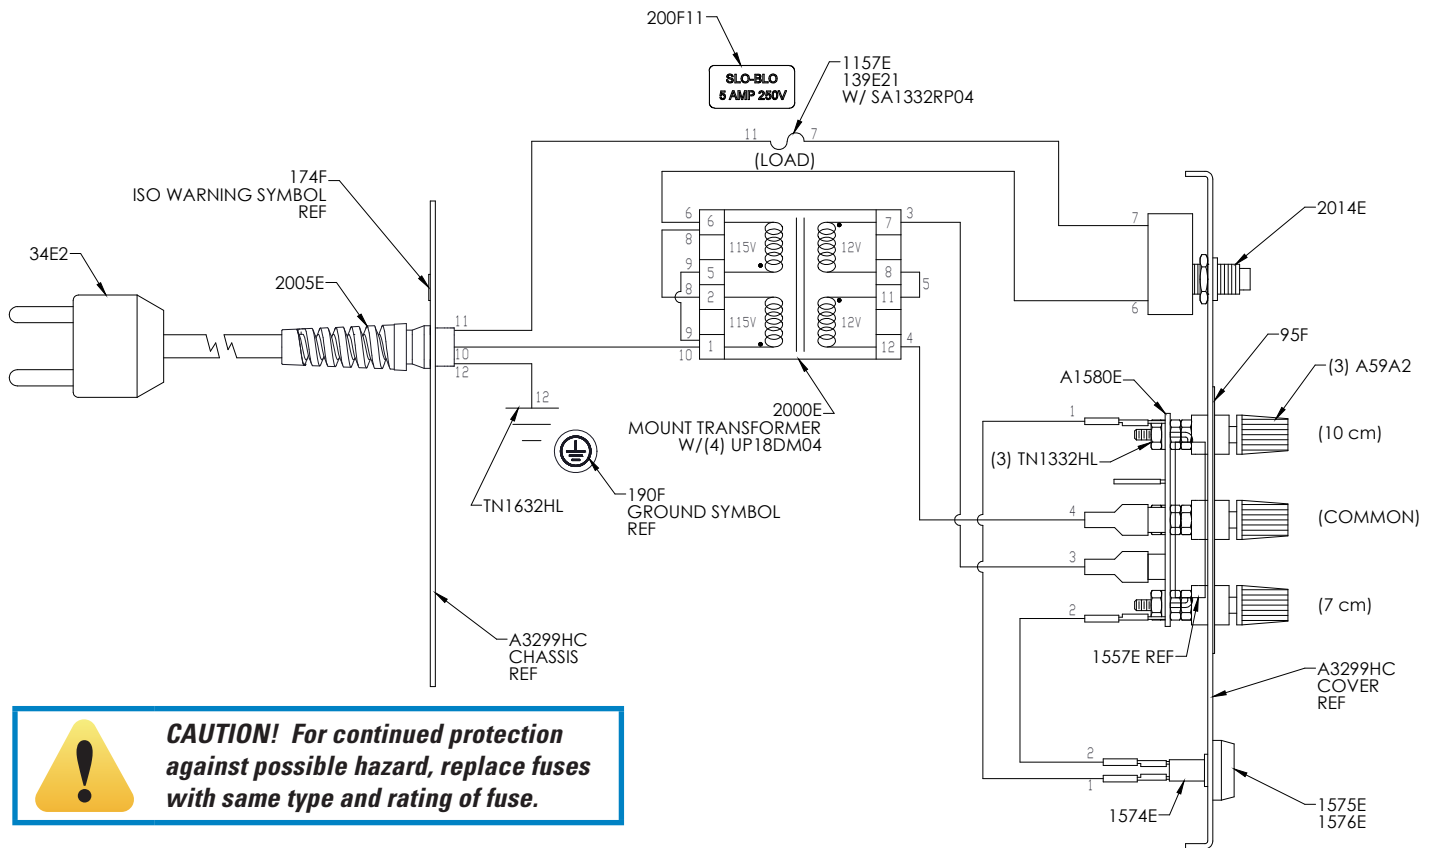 200F11
SLO-BLO
5 AMP 250V
1157E
139E21
W/ SA1332RP04
11
7
(LOAD)
174F
ISO WARNING SYMBOL
REF
34E2
2005E
11
10
12
12
TN1632HL
190F
GROUND SYMBOL
REF
6
8
9
8
9
10
6
5
2
1
115V
115V
12V
12V
7
8
11
12
3
5
4
2000E
MOUNT TRANSFORMER
W/(4) UP18DM04
7
6
2014E
95F
(3) A59A2
A1580E
1
(10 cm)
(3) TN1332HL
4
(COMMON)
3
2
(7 cm)
1557E REF
A3299HC
CHASSIS
REF
A3299HC
COVER
REF
2
1
1574E
1575E
1576E
CAUTION! For continued protection
against possible hazard, replace fuses
with same type and rating of fuse.